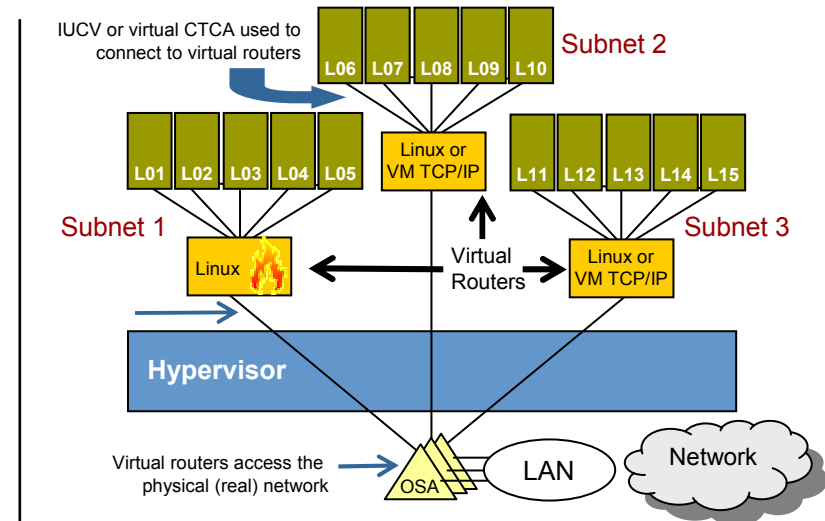 IUCV or virtual CTCA used to
connect to virtual routers
Subnet 2
L06 L07 L08 L09 L10
Linux or
VM TCP/IP
L01 L02 L03 L04 L05
L11 L12 L13 L14 L15
Subnet 1
Subnet 3
Linux
Virtual
Routers
Linux or
VM TCP/IP
Hypervisor
Virtual routers access the
physical (real) network
OSA
LAN
Network